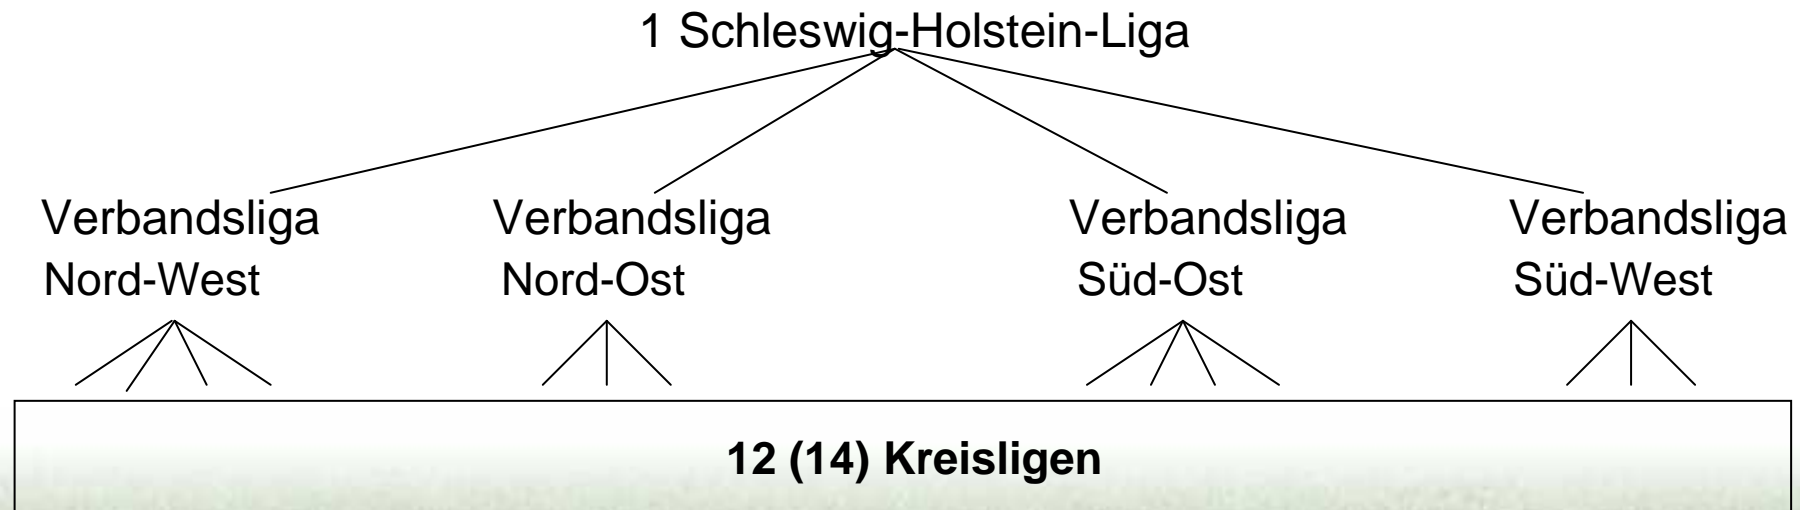 1 Schleswig-Holstein-Liga
Verbandsliga Nord-West
Verbandsliga Nord-Ost
Verbandsliga Süd-Ost
Verbandsliga Süd-West
12 (14) Kreisligen